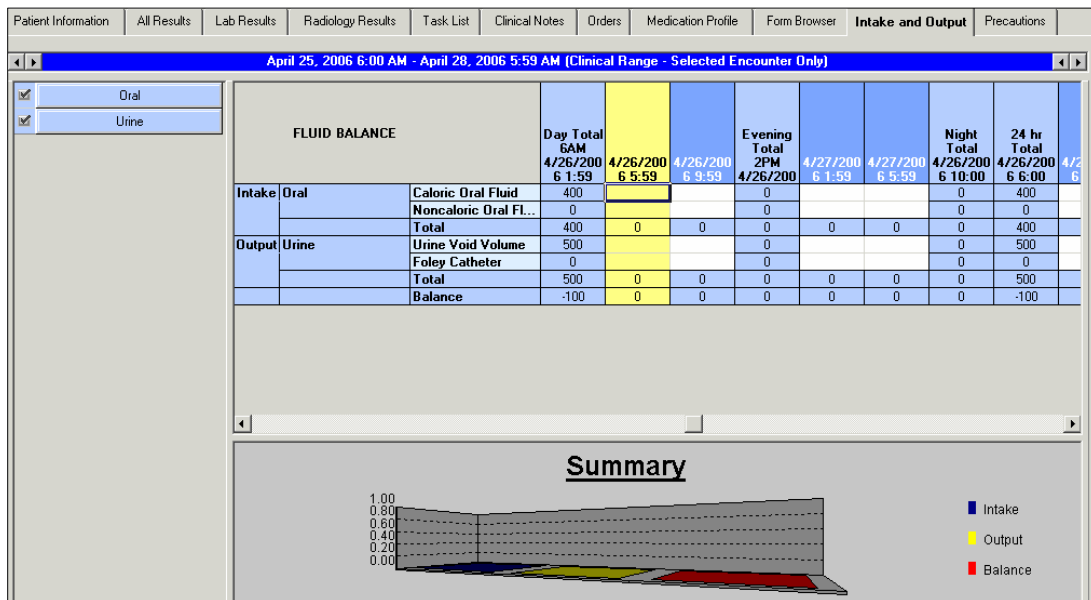 Patient Information All Results Lab Results Radiology Results Task List Clinical Notes Orders Medication Profile Form Browser Intake and Output Precautions
April 25, 2006 6:00 AM - April 28, 2006 5:59 AM (Clinical Range - Selected Encounter Only)
Oral
Urine
FLUID BALANCE
Day Total 6AM 4/26/200 6 1:59
4/26/200 6 5:59
4/26/200 6 9:59
Evening Total 2PM 4/26/200
4/27/200 6 1:59
4/27/200 6 5:59
Night Total 4/26/200 6 10:00
24 hr Total 4/26/200 6 6:00
4/2 6
Intake Oral Caloric Oral Fluid 400 0 0 400
Noncaloric Oral Fl... 0 0 0 0
Total 400 0 0 0 0 0 0 400
Output Urine Urine Void Volume 500 0 0 500
Foley Catheter 0 0 0 0
Total 500 0 0 0 0 0 0 500
Balance -100 0 0 0 0 0 0 -100
Summary
1.00
0.80
0.60
0.40
0.20
0.00
Intake
Output
Balance